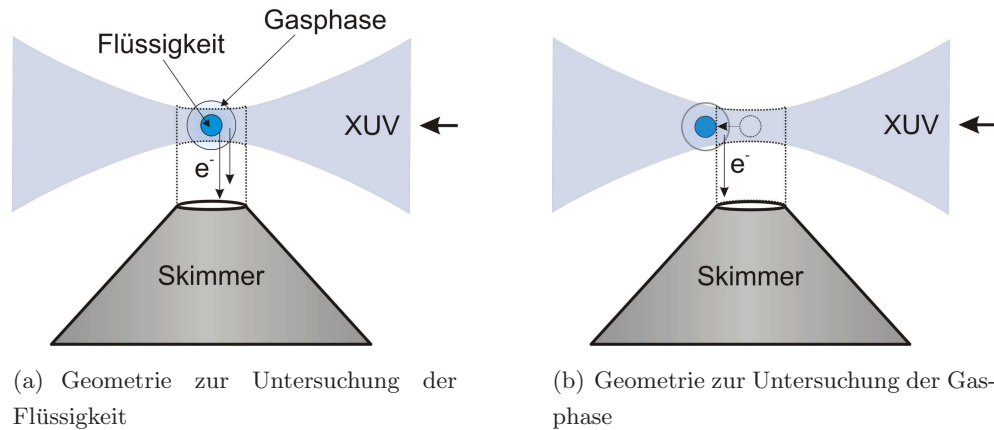 Gasphase
Flüssigkeit
XUV
e-
Skimmer
(a) Geometrie zur Untersuchung der
Flüssigkeit
XUV
e-
Skimmer
(b) Geometrie zur Untersuchung der Gas-
phase